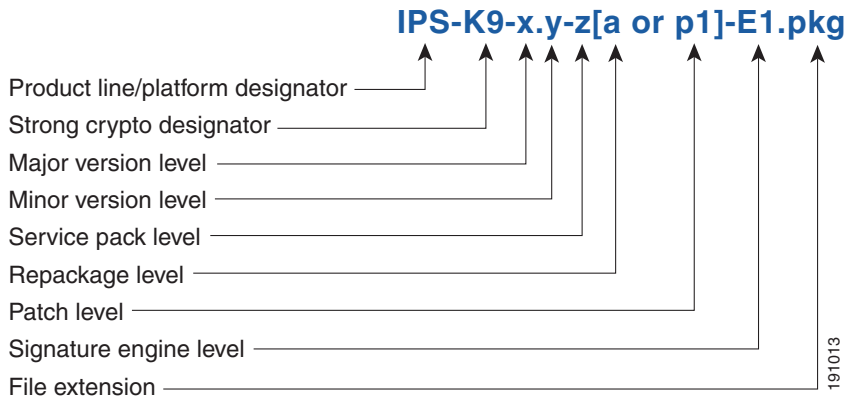 IPS-K9-x.y-z[a or p1]-E1.pkg
Product line/platform designator
Strong crypto designator
Major version level
Minor version level
Service pack level
Repackage level
Patch level
Signature engine level
File extension
191013